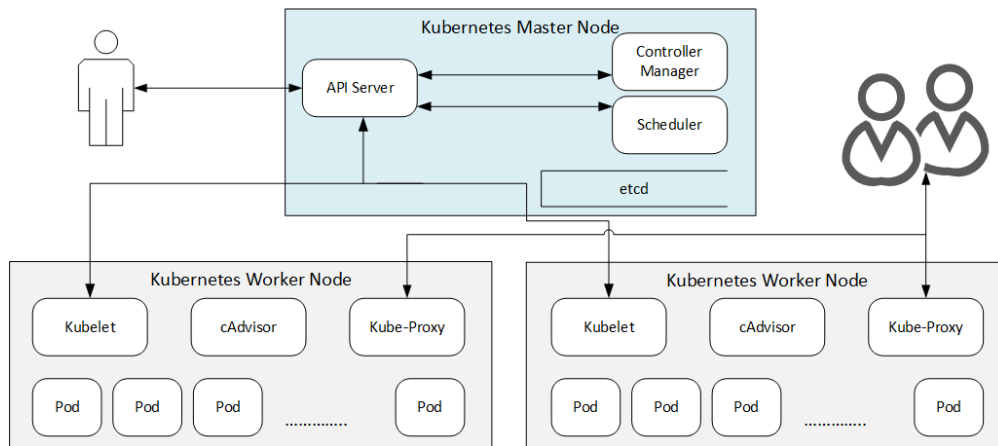 Kubernetes Master Node
API Server
Controller
Manager
Scheduler
etcd
Kubernetes Worker Node
Kubelet
cAdvisor
Kube-Proxy
Pod
Pod
Pod
..............
Pod
Kubernetes Worker Node
Kubelet
cAdvisor
Kube-Proxy
Pod
Pod
Pod
..............
Pod